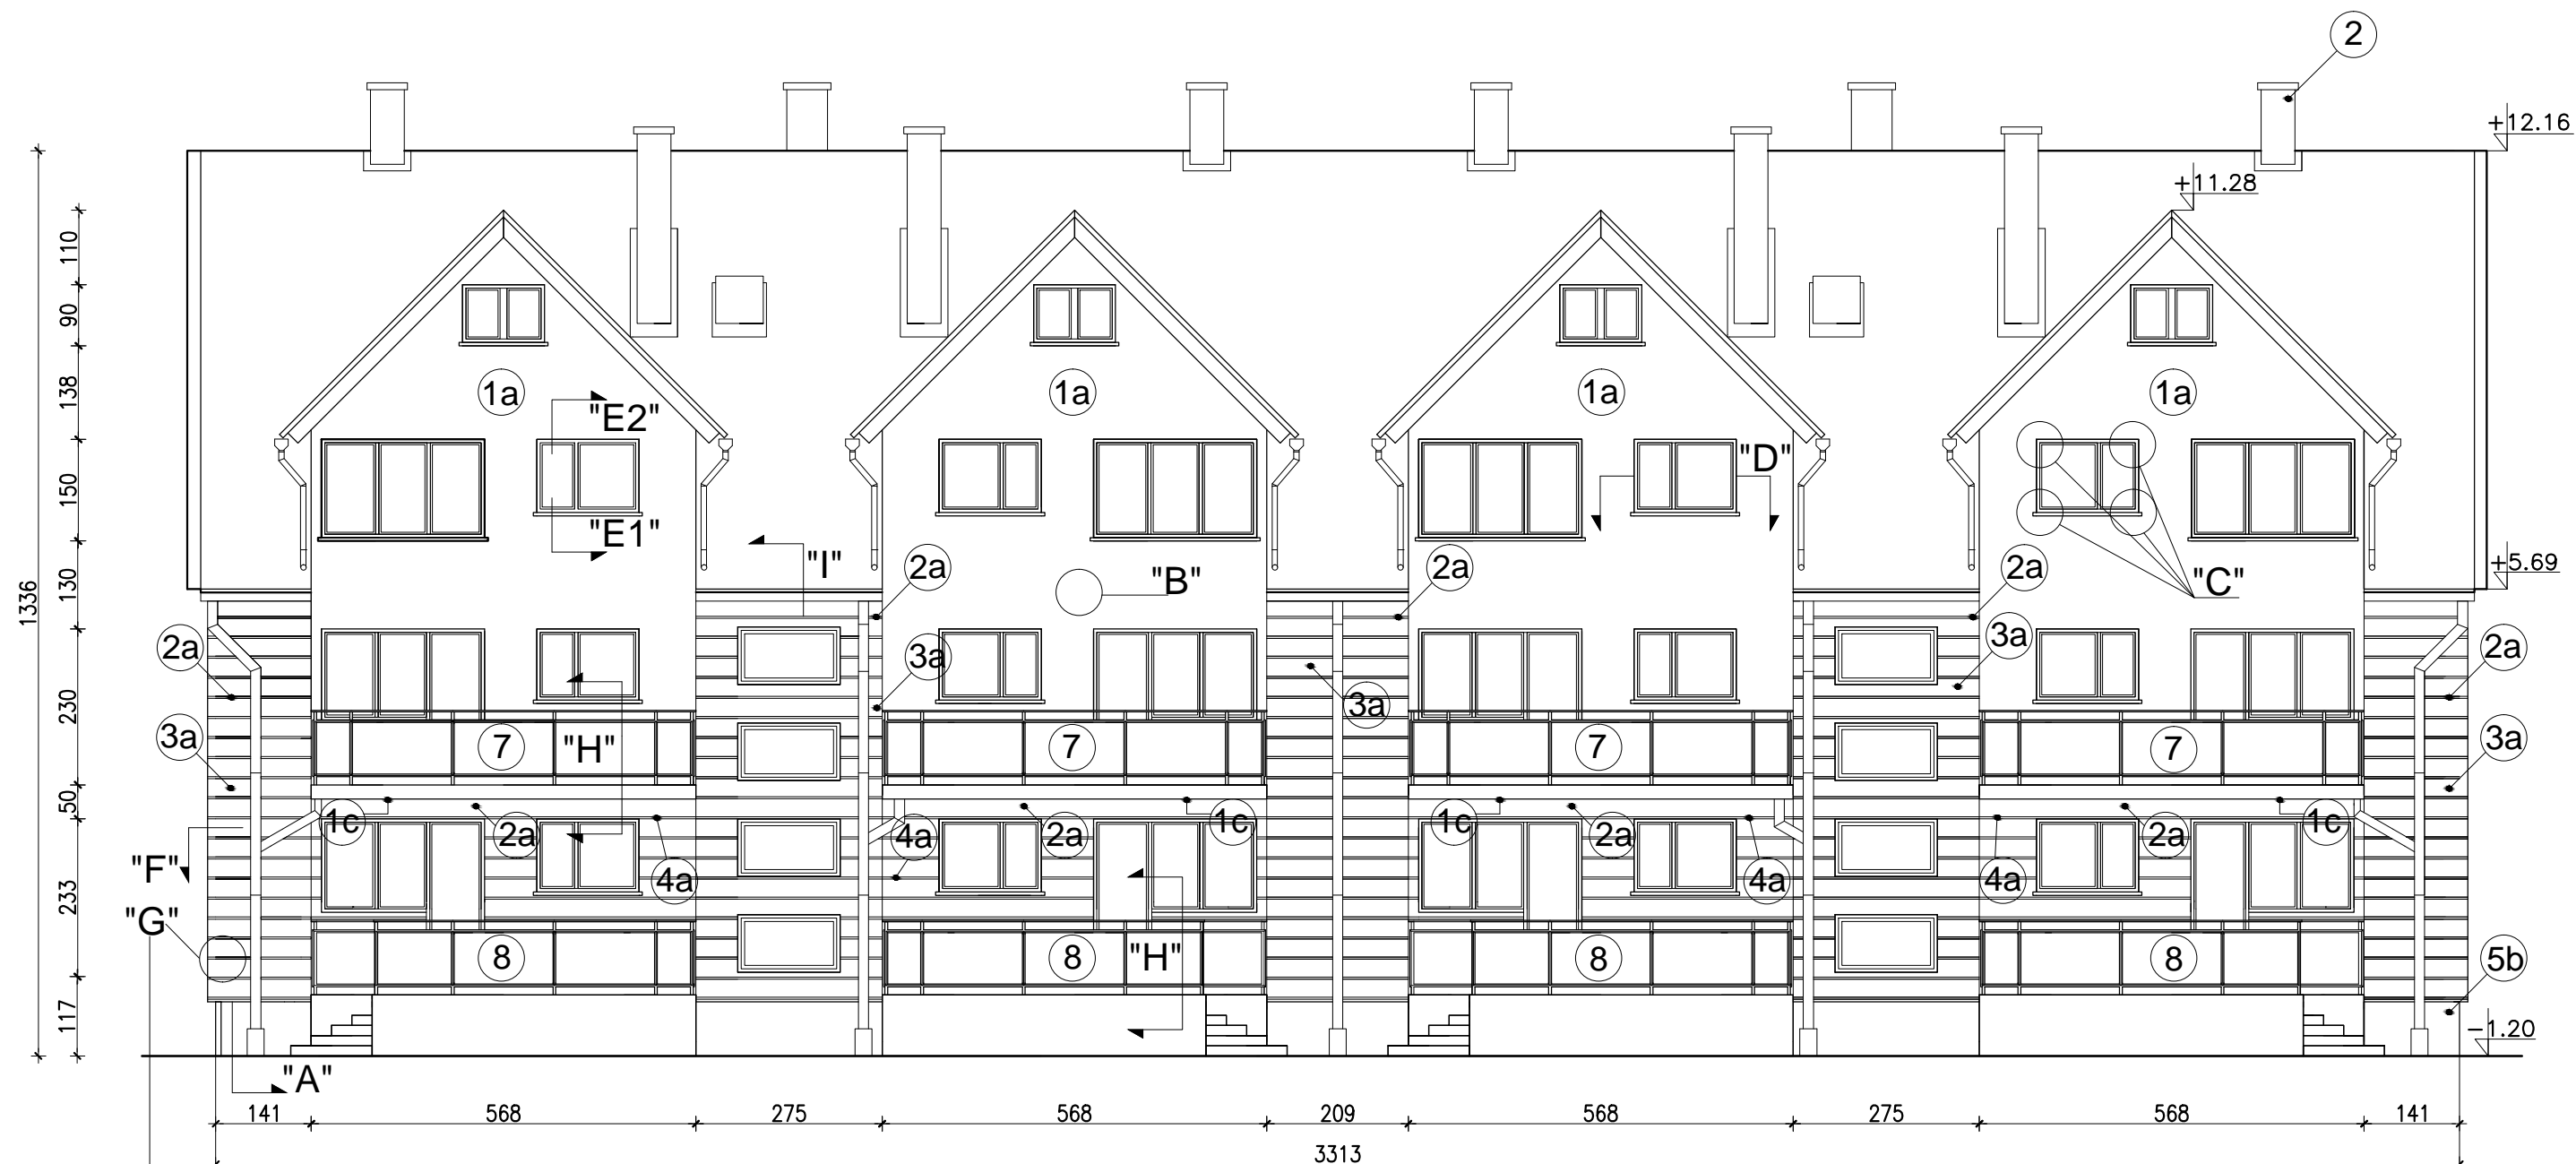 2
+12.16
+11.28
110
90
138
150
130
230
50
233
117
1336
1a
1a
1a
1a
"E2"
"E1"
"D"
"I"
"B"
"C"
2a
2a
2a
+5.69
2a
3a
3a
3a
2a
3a
3a
3a
7
"H"
7
7
7
1c
2a
4a
2a
1c
1c
2a
4a
4a
2a
1c
4a
"F"
"G"
8
8
"H"
8
8
5b
-1.20
"A"
141
568
275
568
209
568
275
568
141
3313